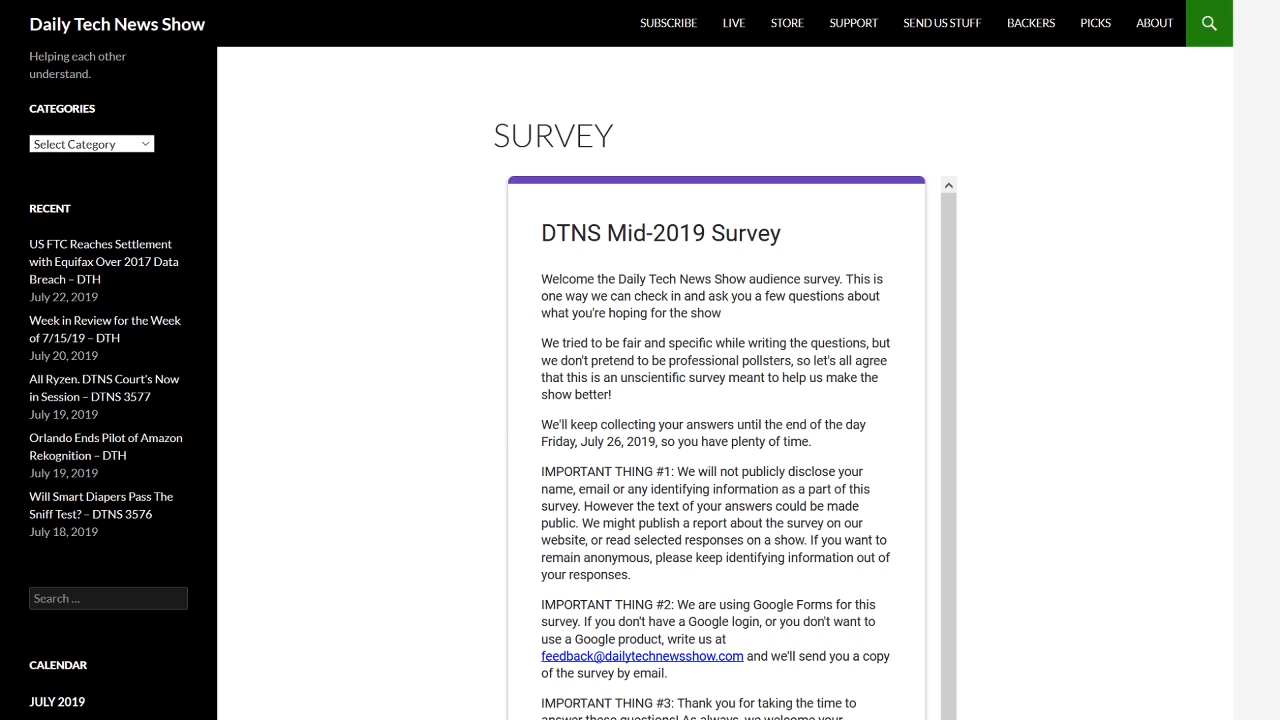 Daily Tech News Show
SUBSCRIBE
LIVE
STORE
SUPPORT
SEND US STUFF
BACKERS
PICKS
ABOUT
Helping each other
understand.
CATEGORIES
Select Category
RECENT
US FTC Reaches Settlement
with Equifax Over 2017 Data
Breach – DTH
July 22, 2019
Week in Review for the Week
of 7/15/19 – DTH
July 20, 2019
All Ryzen. DTNS Court’s Now
in Session – DTNS 3577
July 19, 2019
Orlando Ends Pilot of Amazon
Rekognition – DTH
July 19, 2019
Will Smart Diapers Pass The
Sniff Test? – DTNS 3576
July 18, 2019
Search …
CALENDAR
JULY 2019
SURVEY
DTNS Mid-2019 Survey
Welcome the Daily Tech News Show audience survey. This is
one way we can check in and ask you a few questions about
what you're hoping for the show
We tried to be fair and specific while writing the questions, but
we don't pretend to be professional pollsters, so let's all agree
that this is an unscientific survey meant to help us make the
show better!
We'll keep collecting your answers until the end of the day
Friday, July 26, 2019, so you have plenty of time.
IMPORTANT THING #1: We will not publicly disclose your
name, email or any identifying information as a part of this
survey. However the text of your answers could be made
public. We might publish a report about the survey on our
website, or read selected responses on a show. If you want to
remain anonymous, please keep identifying information out of
your responses.
IMPORTANT THING #2: We are using Google Forms for this
survey. If you don't have a Google login, or you don't want to
use a Google product, write us at
feedback@dailytechnewsshow.com and we'll send you a copy
of the survey by email.
IMPORTANT THING #3: Thank you for taking the time to
answer these questions! As always, we welcome your